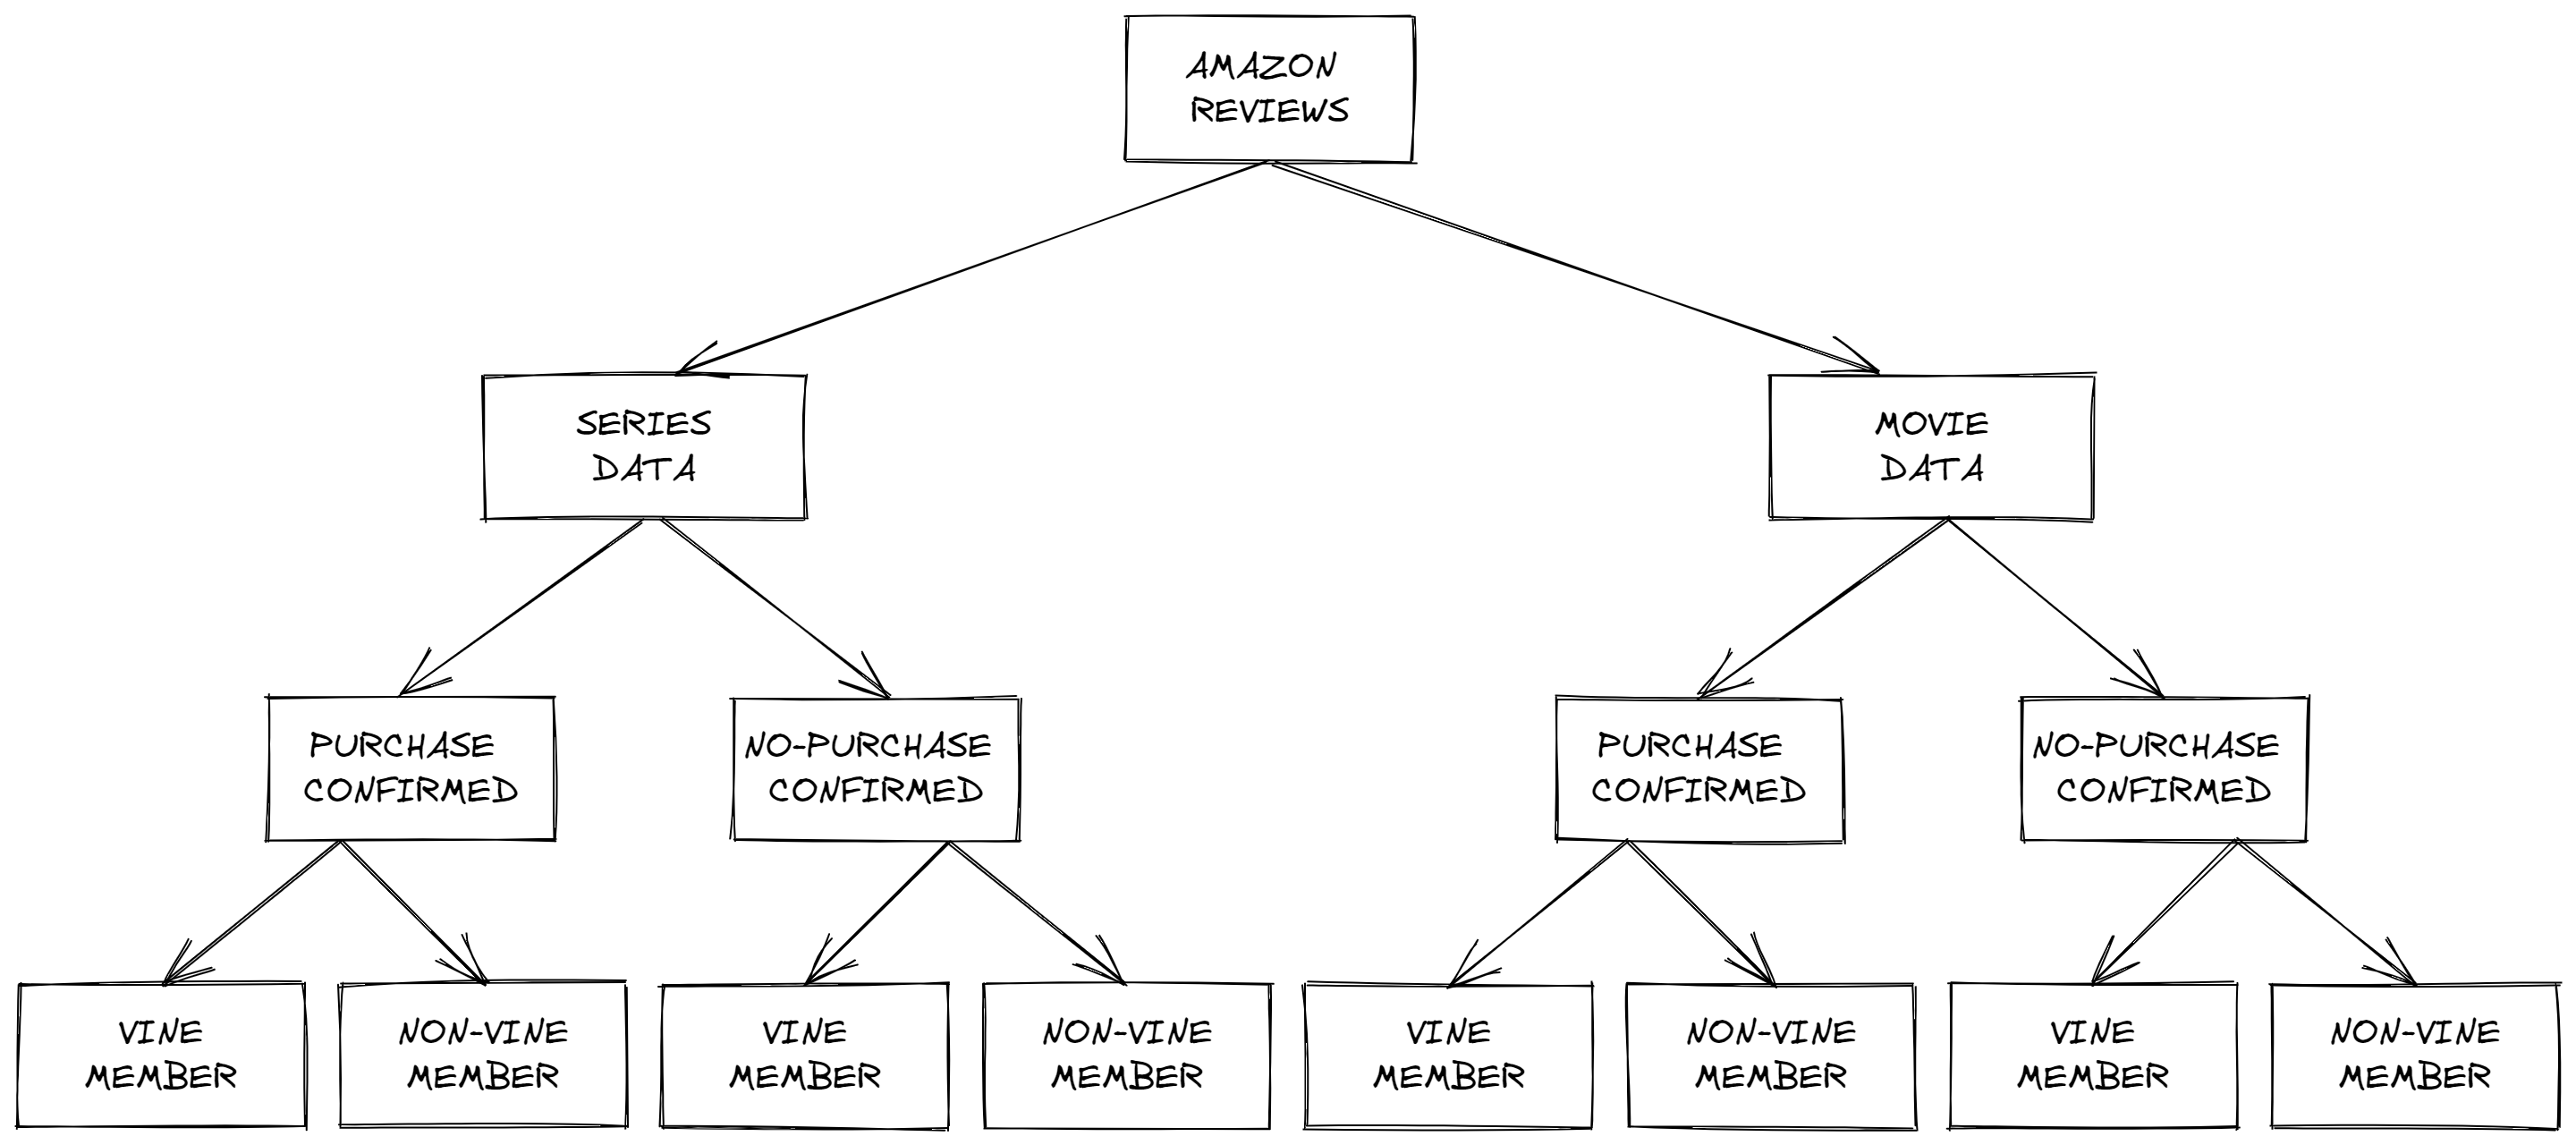 AMAZON
REVIEWS
SERIES
DATA
MOVIE
DATA
PURCHASE
CONFIRMED
NO-PURCHASE
CONFIRMED
PURCHASE
CONFIRMED
NO-PURCHASE
CONFIRMED
VINE
MEMBER
NON-VINE
MEMBER
VINE
MEMBER
NON-VINE
MEMBER
VINE
MEMBER
NON-VINE
MEMBER
VINE
MEMBER
NON-VINE
MEMBER